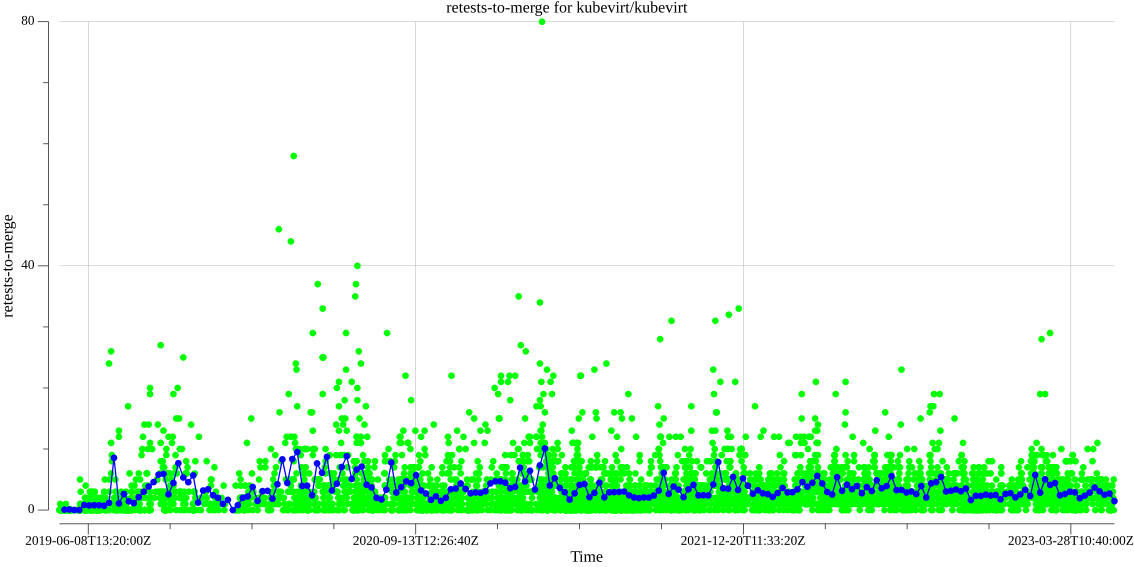 retests-to-merge for kubevirt/kubevirt
80
40
0
retests-to-merge
2019-06-08T13:20:00Z
2020-09-13T12:26:40Z
2021-12-20T11:33:20Z
2023-03-28T10:40:00Z
Time